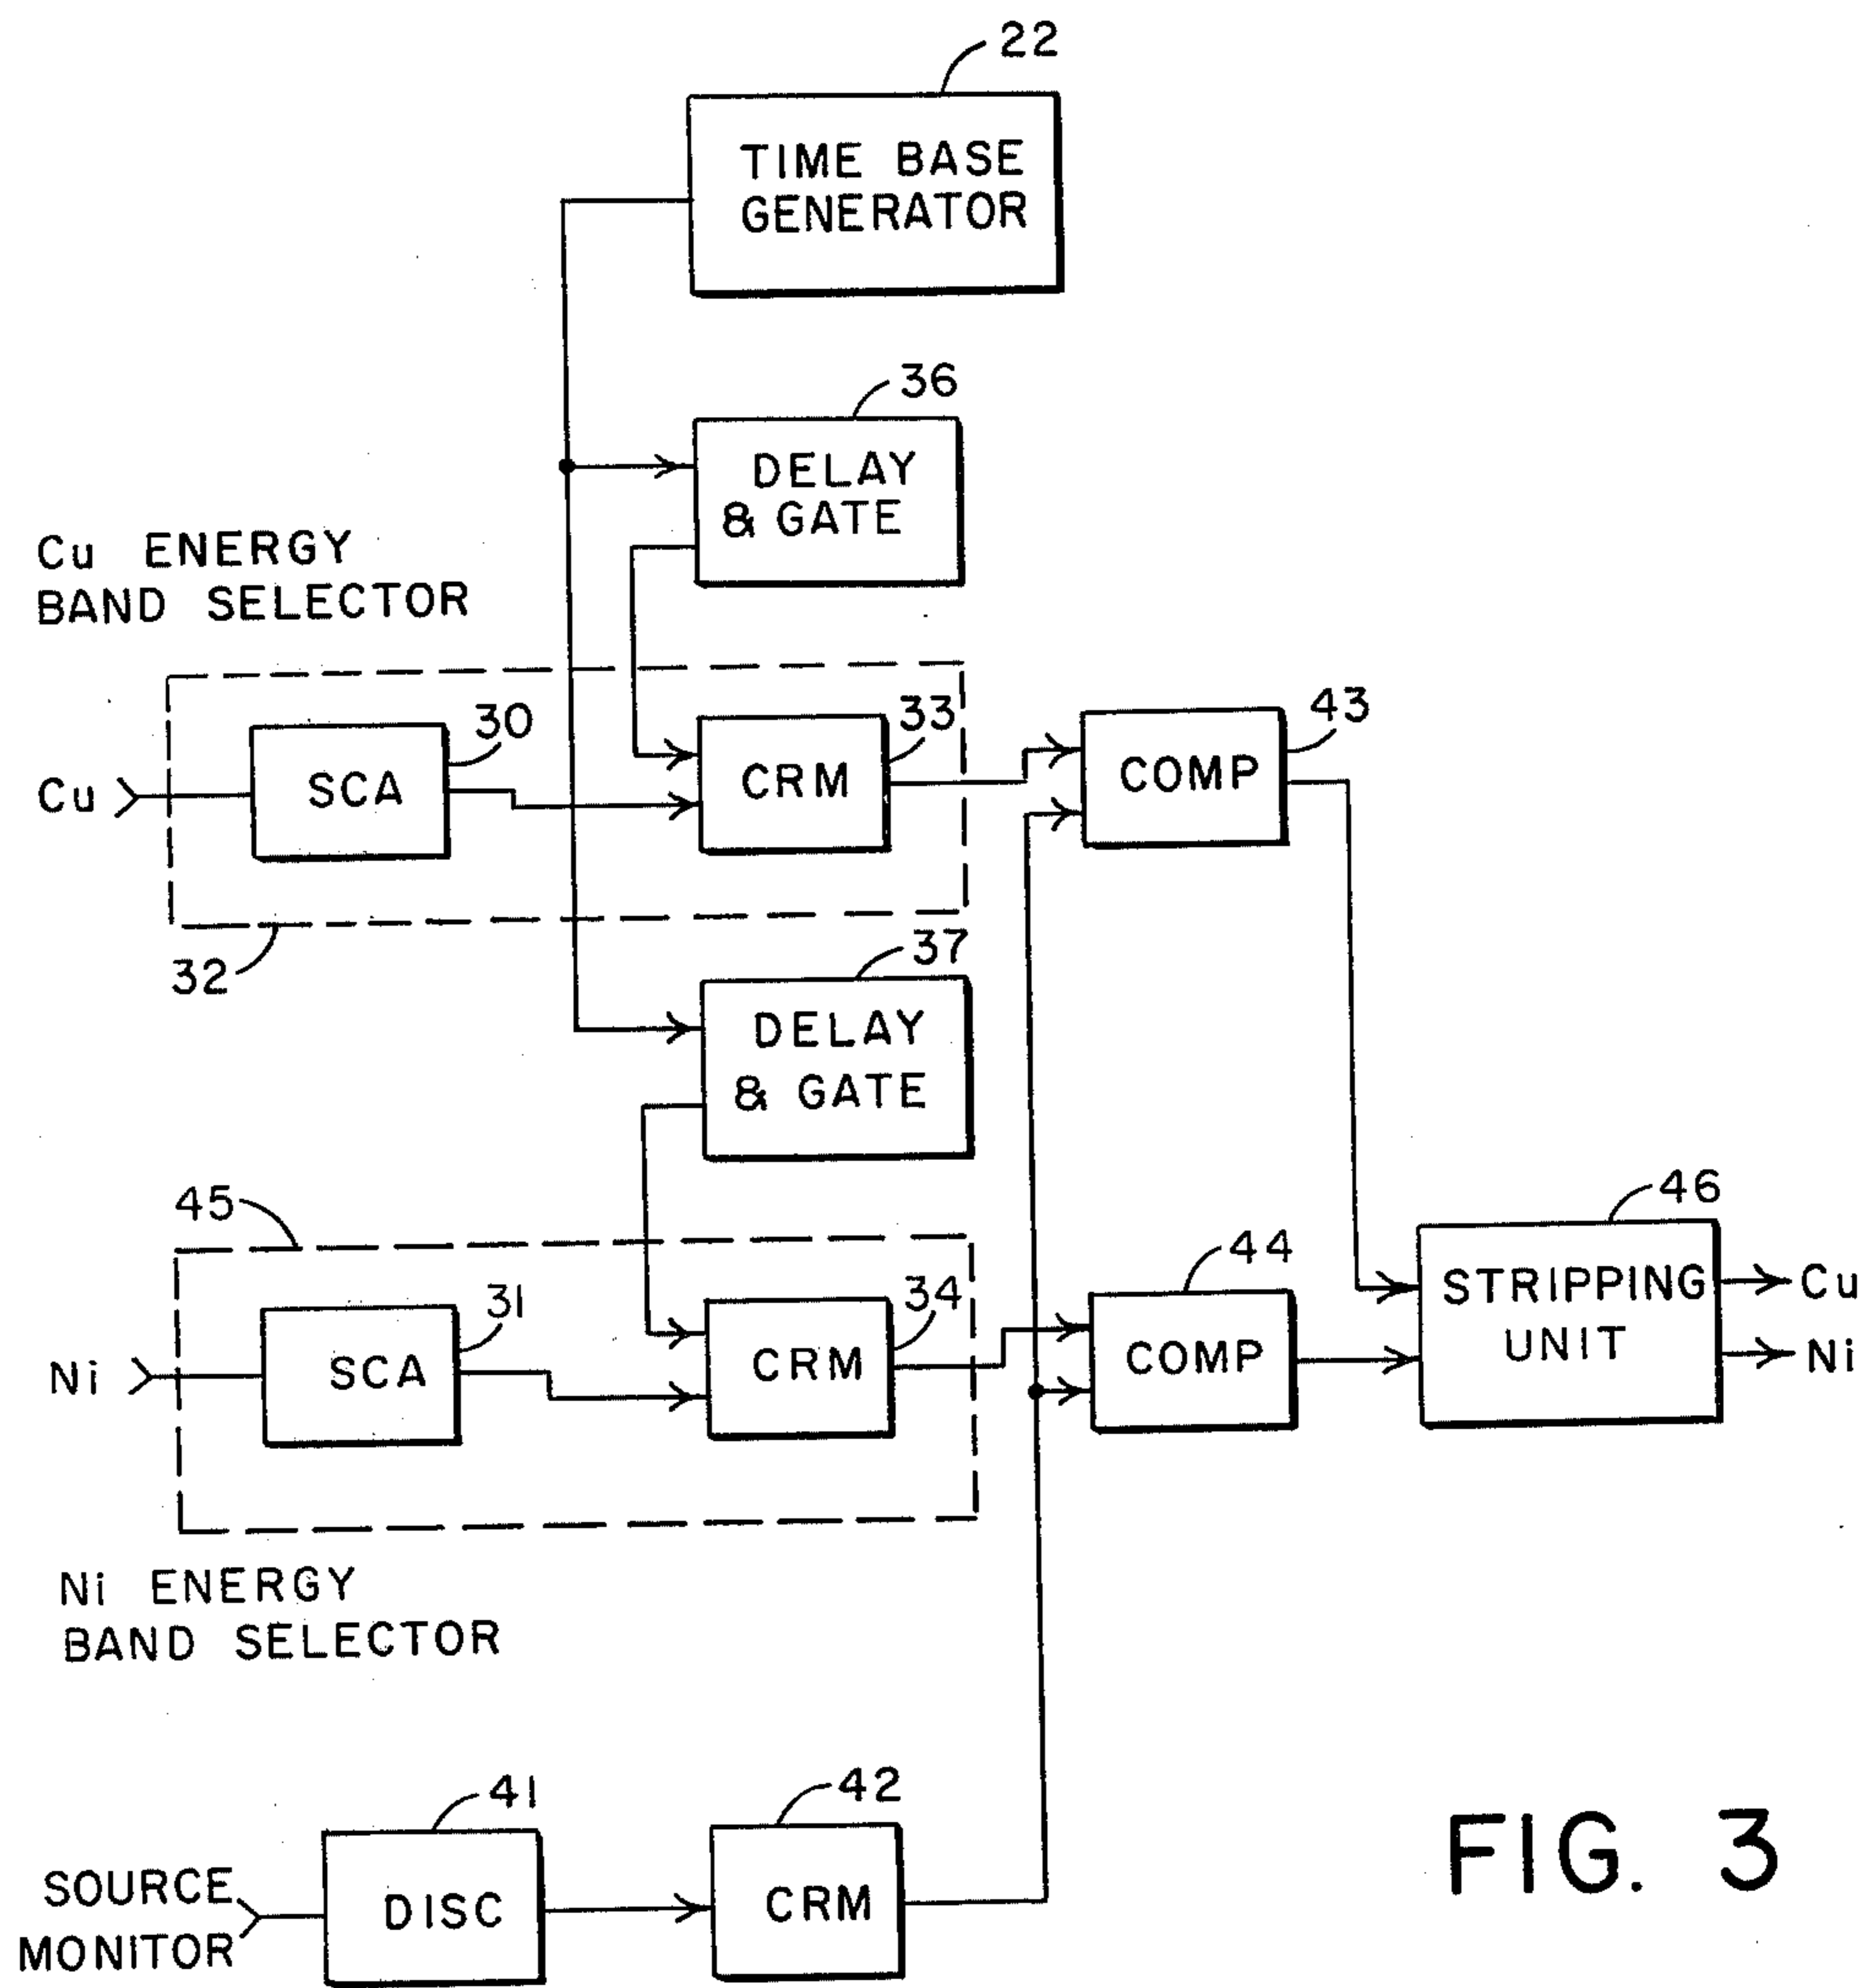 22
TIME BASE
GENERATOR
36
DELAY
& GATE
Cu ENERGY
BAND SELECTOR
30
33
43
Cu
SCA
CRM
COMP
32
37
DELAY
& GATE
45
46
44
31
34
STRIPPING
UNIT
Cu
Ni
Ni
SCA
CRM
COMP
Ni ENERGY
BAND SELECTOR
41
42
SOURCE
MONITOR
DISC
CRM
FIG. 3